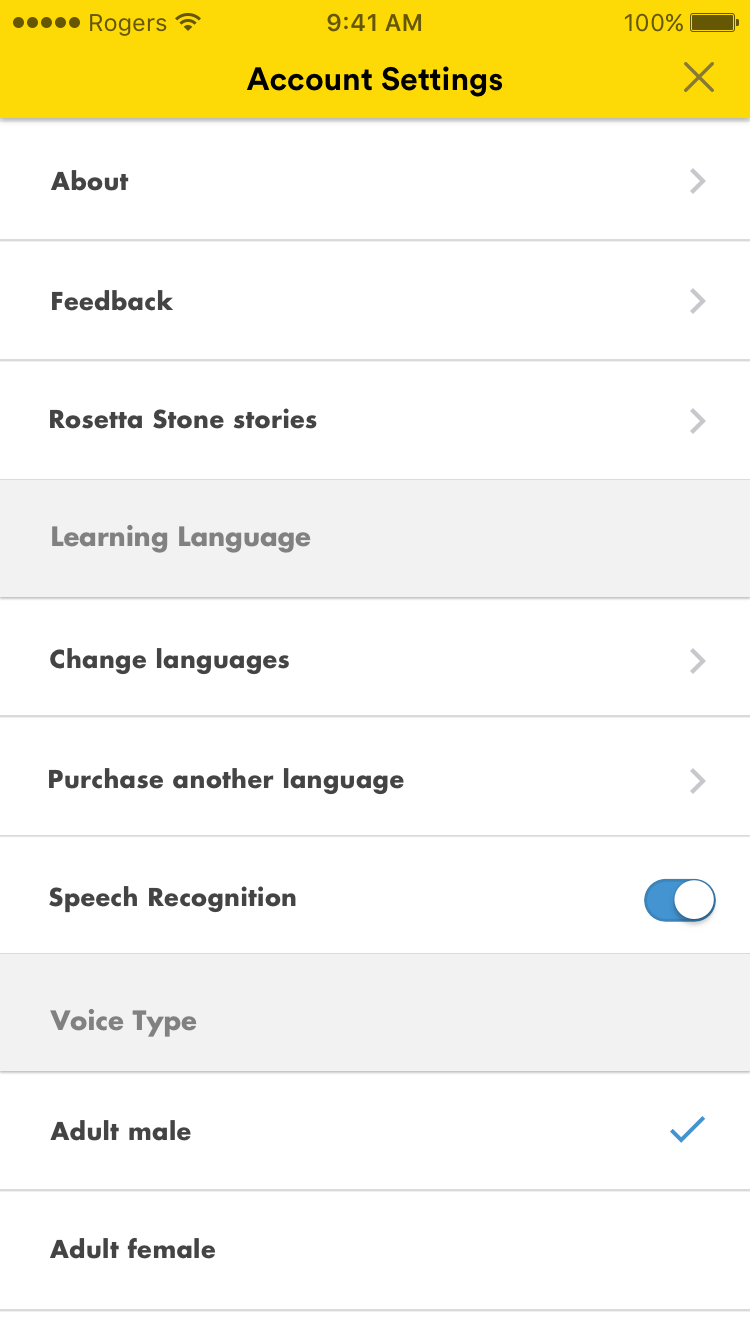 Rogers 9:41 AM 100%
Account Settings
About
Feedback
Rosetta Stone stories
Learning Language
Change languages
Purchase another language
Speech Recognition
Voice Type
Adult male
Adult female